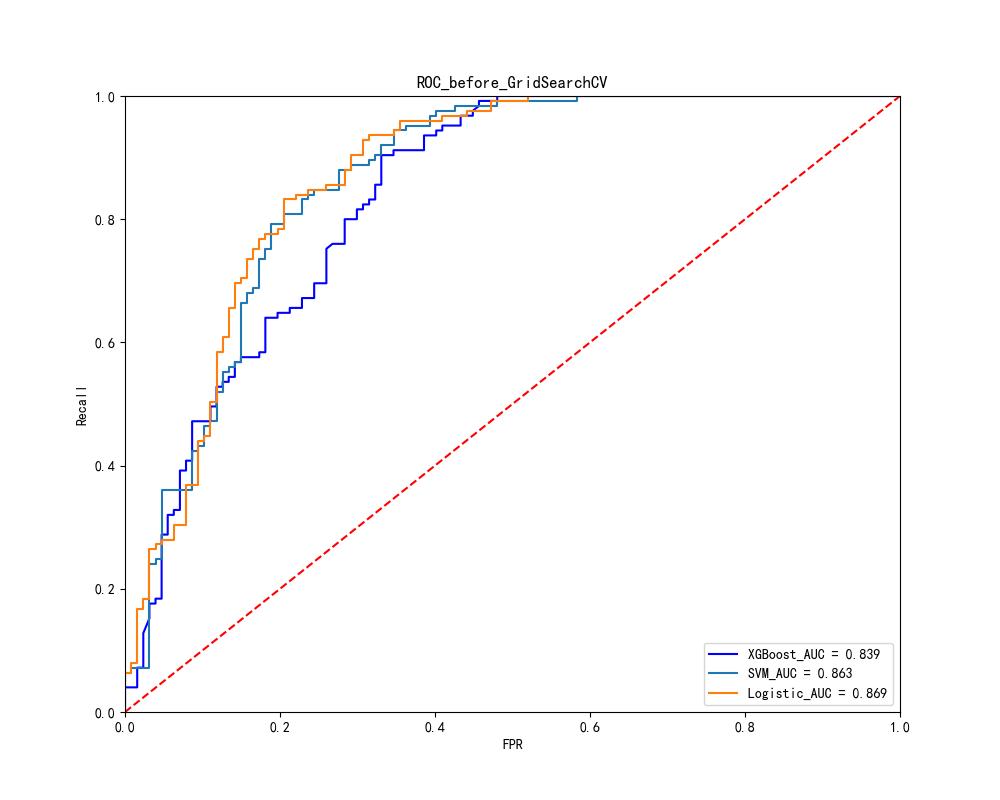 ROC_before_GridSearchCV
1.0
0.8
0.6
0.4
0.2
0.0
Recall
0.0 0.2 0.4 0.6 0.8 1.0
FPR
XGBoost_AUC = 0.839
SVM_AUC = 0.863
Logistic_AUC = 0.869